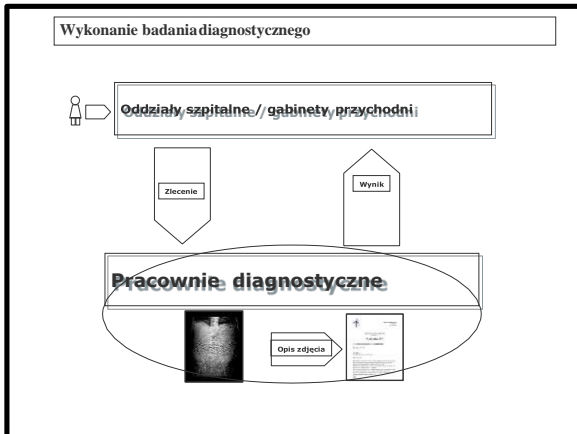 Wykonanie badania diagnostycznego
Oddziały szpitalne / gabinety przychodni
Zlecenie
Wynik
Pracownie diagnostyczne
Opis zdjęcia